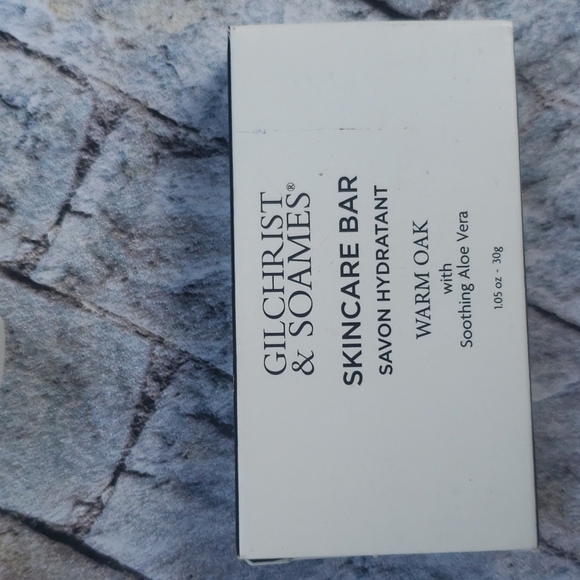 GILCHRIST
& SOAMES®
SKINCARE BAR
SAVON HYDRATANT
WARM OAK
with
Soothing Aloe Vera
1.05 oz - 30g